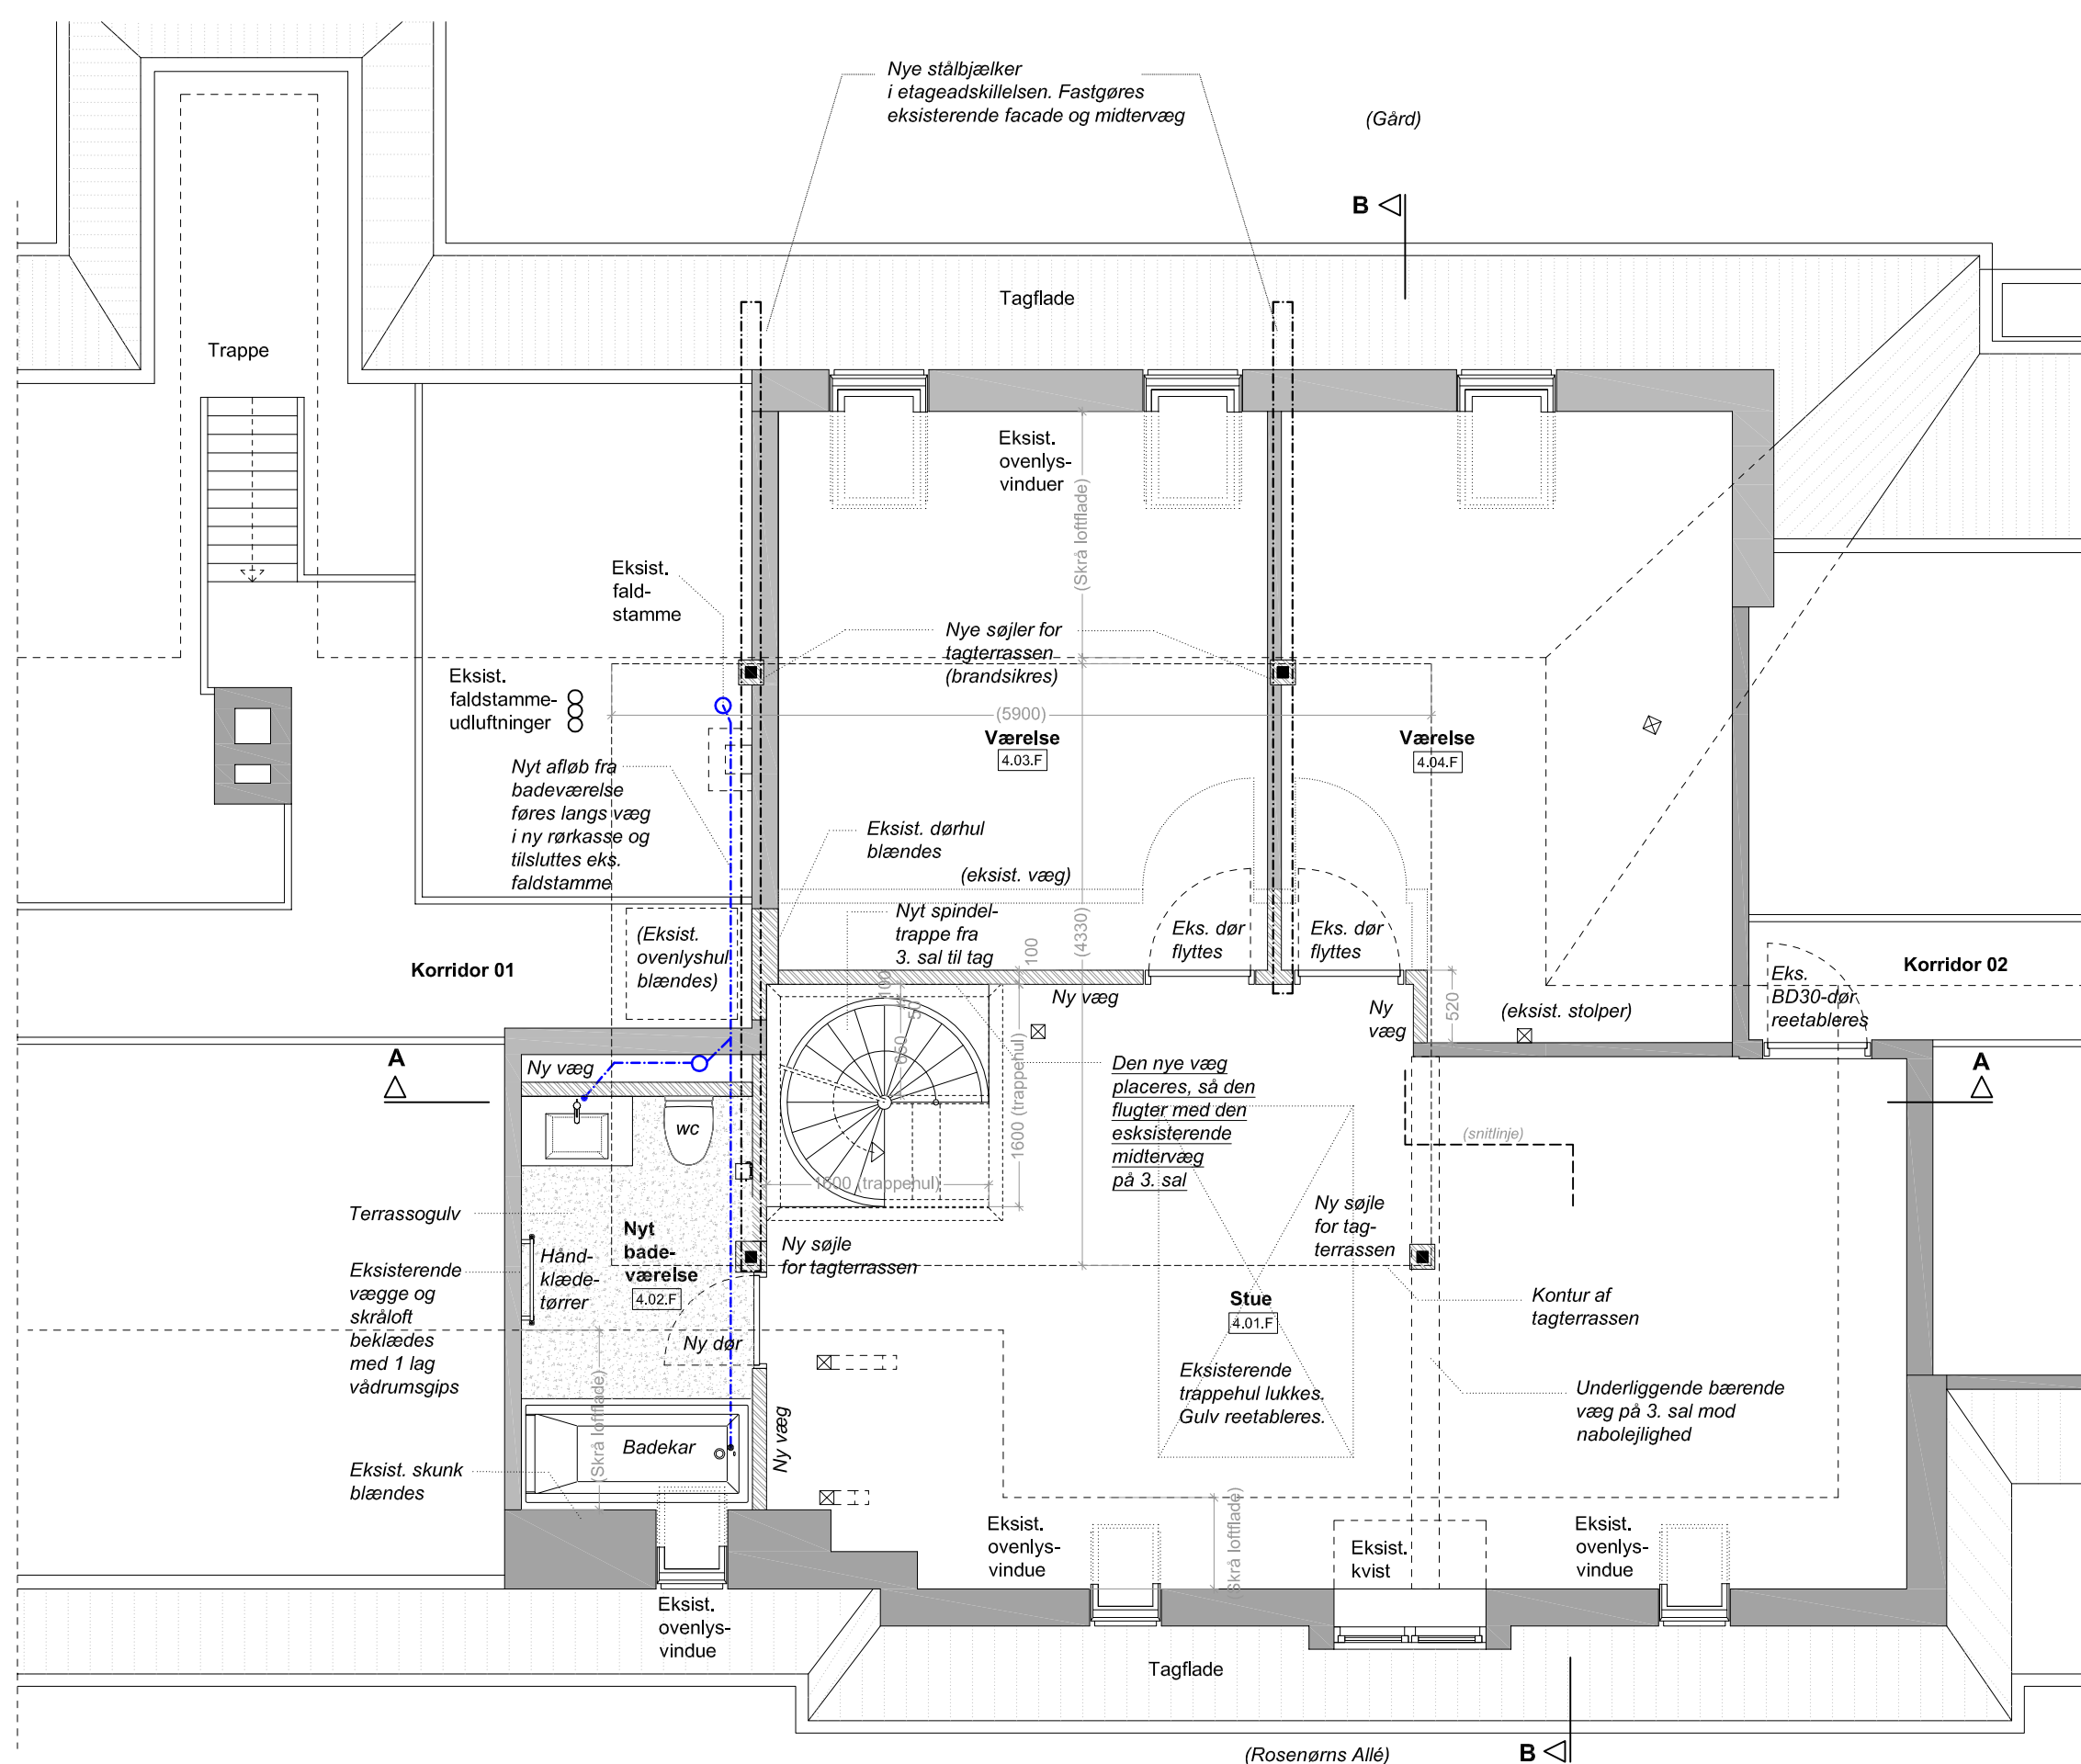 Nye stålbjælker
i etageadskillelsen. Fastgøres
eksisterende facade og midtervæg
(Gård)
B
Tagflade
Trappe
Eksist.
ovenlys-
vinduer
(Skrå loftflade)
Eksist.
fald-
stamme
Nye søjler for
tagterrassen
(brandsikres)
Eksist.
faldstamme-
udluftninger
(5900)
Værelse
4.03.F
Værelse
4.04.F
Nyt afløb fra
badeværelse
føres langs væg
i ny rørkasse og
tilsluttes eks.
faldstamme
Eksist. dørhul
blændes
(eksist. væg)
Nyt spindel-
trappe fra
3. sal til tag
100
(4330)
Eks. dør
flyttes
Eks. dør
flyttes
(Eksist.
ovenlyshul
blændes)
Korridor 01
Korridor 02
Eks.
BD30-dør
reetableres
100
50
650
Ny væg
Ny
væg
520
(eksist. stolper)
A
Ny væg
1600 (trappehul)
Den nye væg
placeres, så den
flugter med den
esksisterende
midtervæg
på 3. sal
A
wc
(snitlinje)
1600 (trappehul)
Terrassogulv
Nyt
bade-
værelse
4.02.F
Hånd-
klæde-
tørrer
Ny søjle
for tagterrassen
Ny søjle
for tag-
terrassen
Eksisterende
vægge og
skråloft
beklædes
med 1 lag
vådrumsgips
Stue
4.01.F
Kontur af
tagterrassen
Ny dør
Eksisterende
trappehul lukkes.
Gulv reetableres.
Underliggende bærende
væg på 3. sal mod
nabolejlighed
(Skrå loftflade)
Badekar
Ny væg
Eksist. skunk
blændes
Eksist.
ovenlys-
vindue
(Skrå loftflade)
Eksist.
kvist
Eksist.
ovenlys-
vindue
Eksist.
ovenlys-
vindue
Tagflade
(Rosenørns Allé)
B